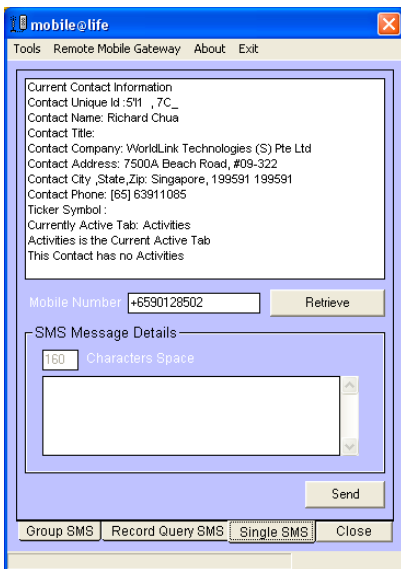 mobile@life
Tools Remote Mobile Gateway About Exit
Current Contact Information
Contact Unique Id :5'I1 , 7C_
Contact Name: Richard Chua
Contact Title:
Contact Company: WorldLink Technologies (S) Pte Ltd
Contact Address: 7500A Beach Road, #09-322
Contact City ,State,Zip: Singapore, 199591 199591
Contact Phone: [65] 63911085
Ticker Symbol :
Currently Active Tab: Activities
Activities is the Current Active Tab
This Contact has no Activities
Mobile Number +6590128502 Retrieve
SMS Message Details
160 Characters Space
Send
Group SMS Record Query SMS Single SMS Close